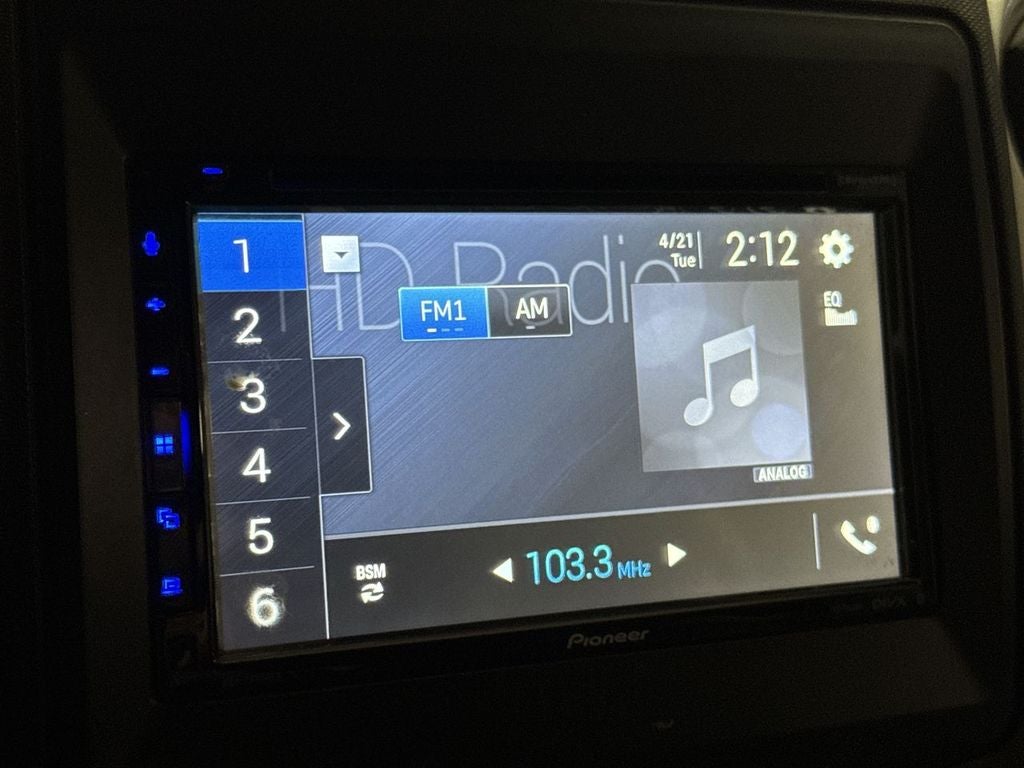 1
2
3
4
5
6
HD Radio
4/21
Tue
2:12
FM1
AM
EQ
ANALOG
BSM
103.3 MHz
Pioneer